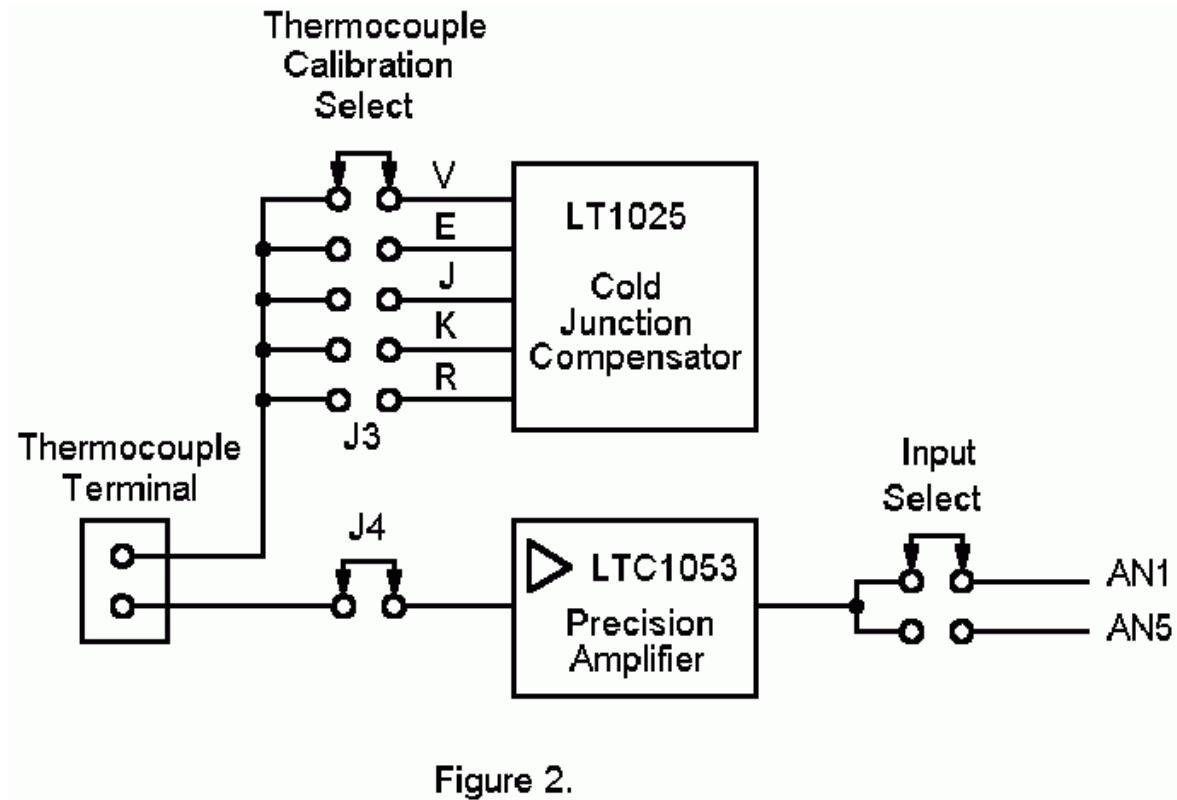 Thermocouple
Calibration
Select
V
E
J
K
R
J3
LT1025
Cold
Junction
Compensator
Thermocouple
Terminal
J4
LTC1053
Precision
Amplifier
Input
Select
AN1
AN5
Figure 2.